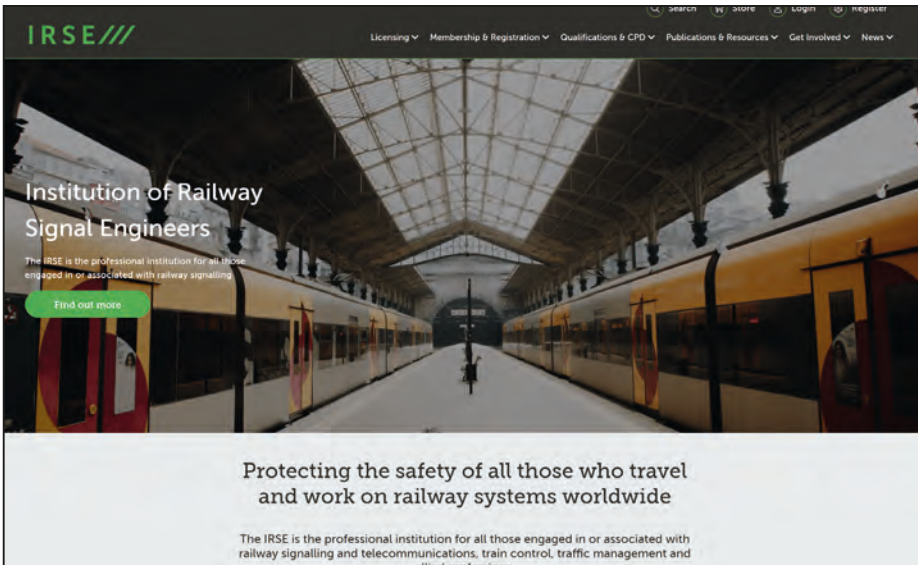 Search Store Login Register
IRSE///
Licensing Membership & Registration Qualifications & CPD Publications & Resources Get Involved News
Institution of Railway
Signal Engineers
The IRSE is the professional institution for all those
engaged in or associated with railway signalling
Find out more
Protecting the safety of all those who travel
and work on railway systems worldwide
The IRSE is the professional institution for all those engaged in or associated with
railway signalling and telecommunications, train control, traffic management and